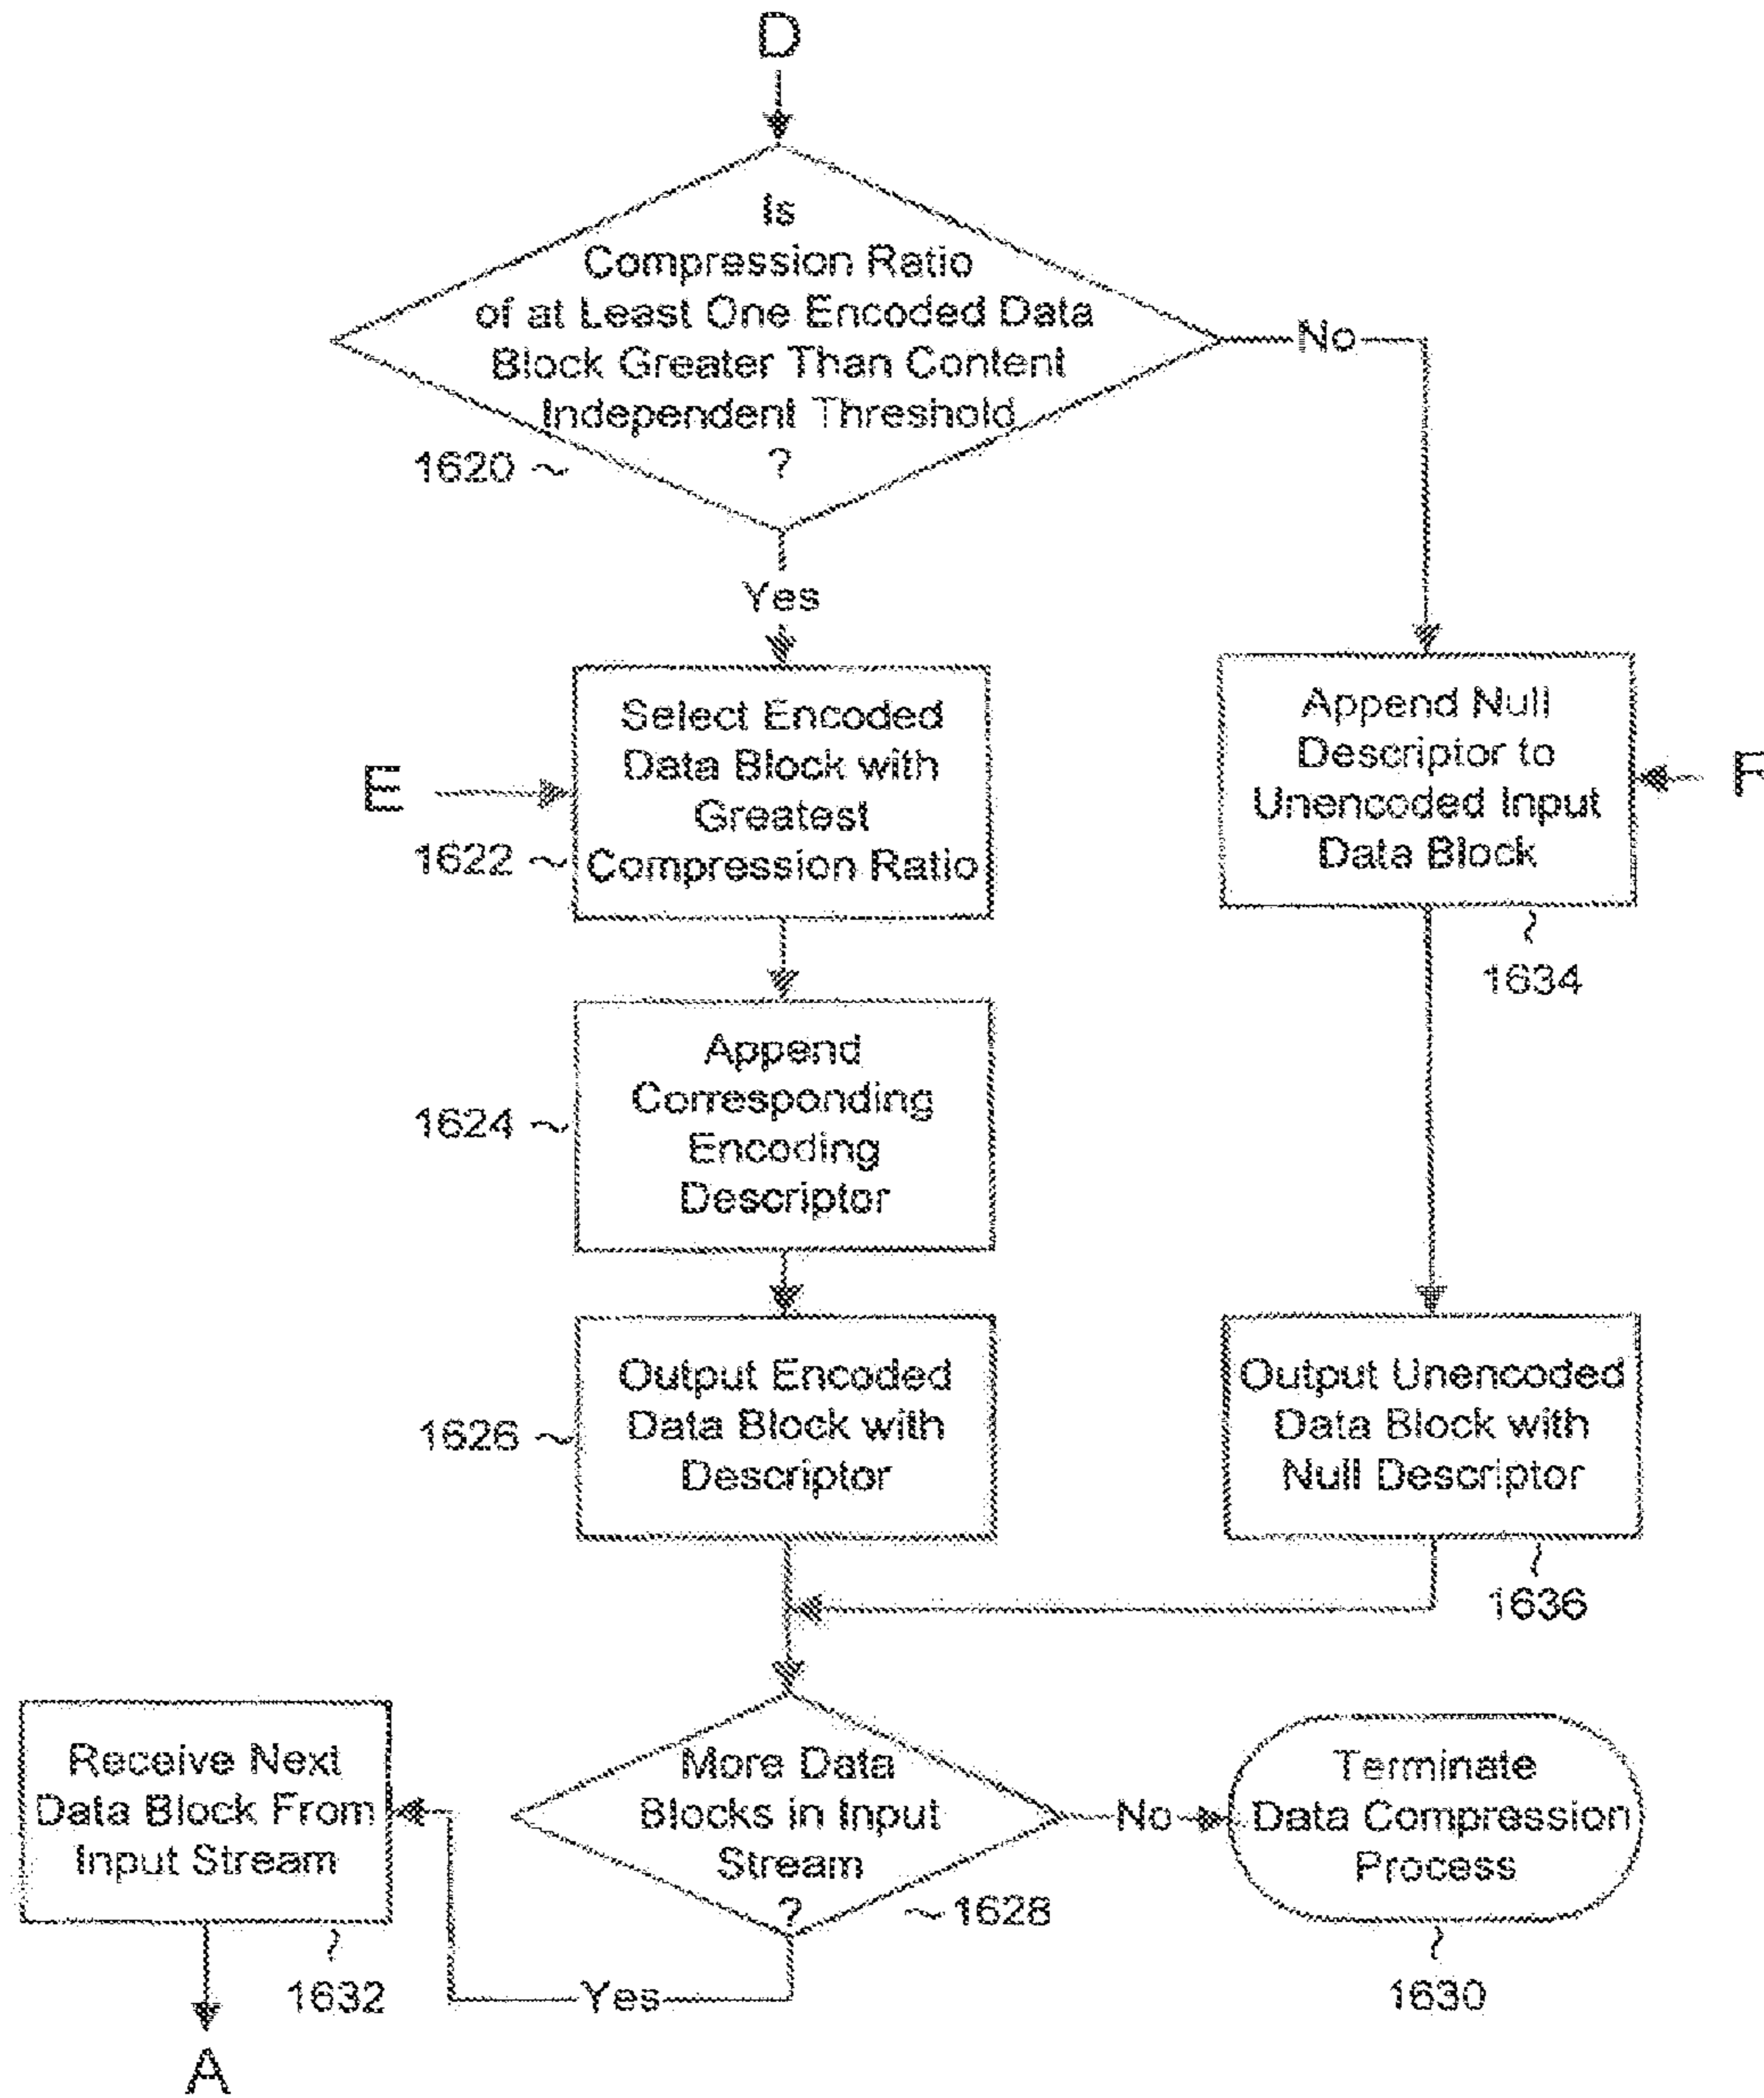 D
Is
Compression Ratio
of at Least One Encoded Data
Block Greater Than Content
Independent Threshold
?
1620
No
Yes
Select Encoded
Data Block with
Greatest
Compression Ratio
E
1622
Append Null
Descriptor to
Unencoded Input
Data Block
F
1634
Append
Corresponding
Encoding
Descriptor
1624
Output Encoded
Data Block with
Descriptor
1626
Output Unencoded
Data Block with
Null Descriptor
1636
Receive Next
Data Block From
Input Stream
1632
More Data
Blocks in Input
Stream
?
1628
No
Terminate
Data Compression
Process
1630
Yes
A